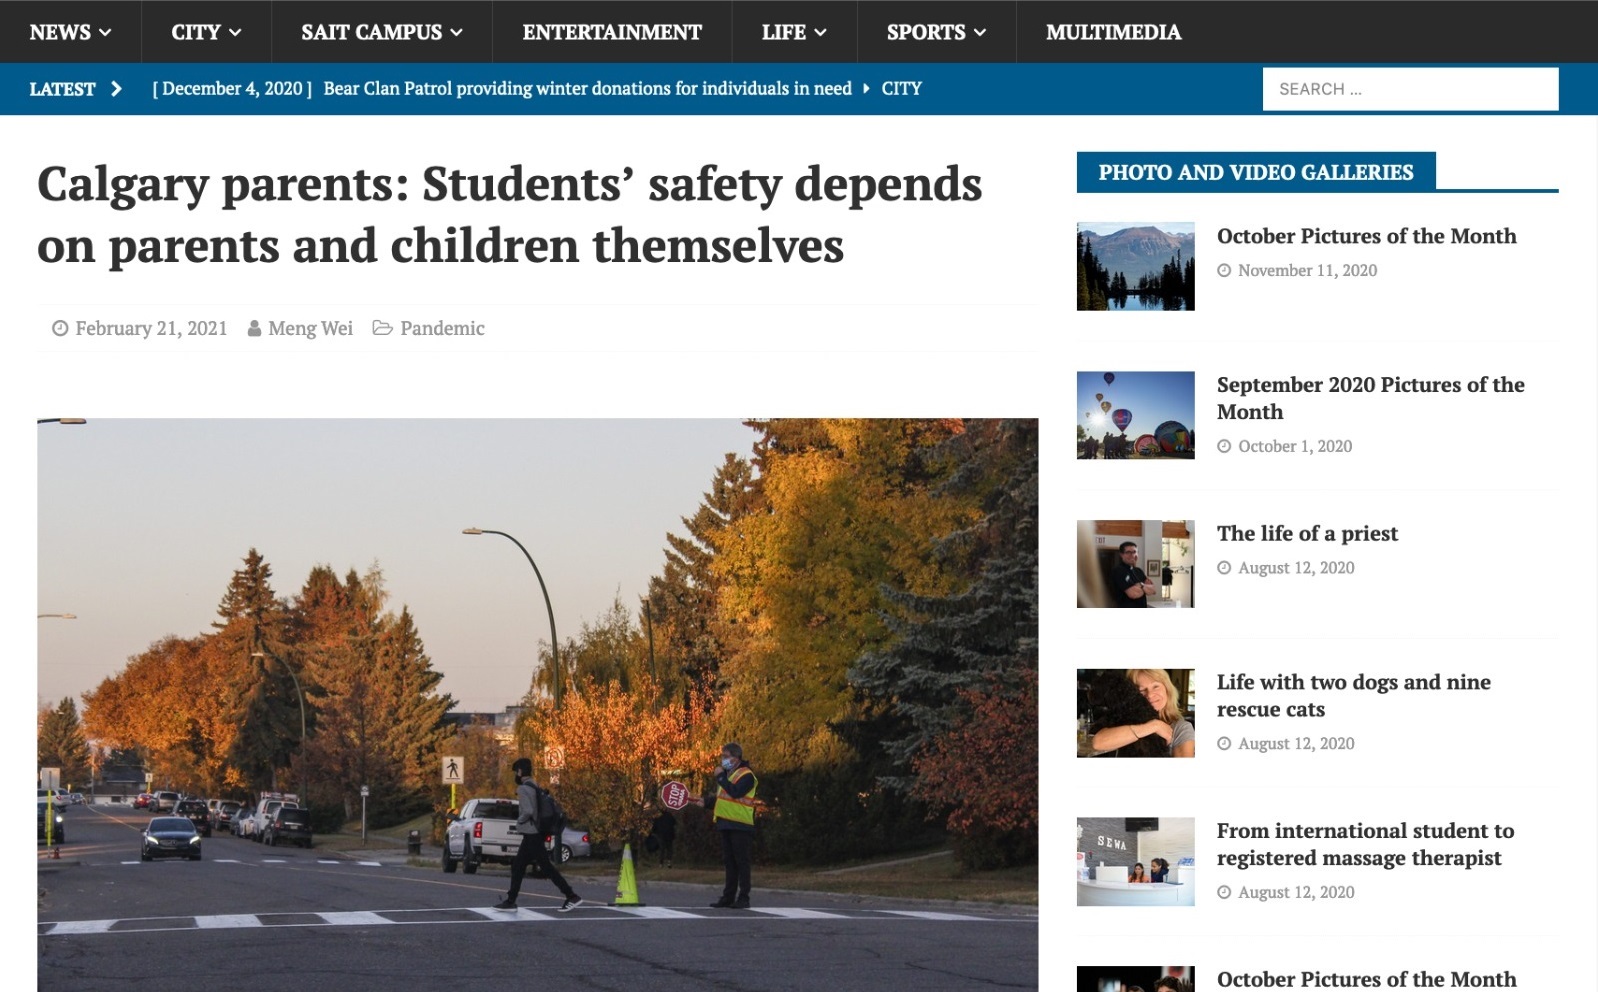 NEWS CITY SAIT CAMPUS ENTERTAINMENT LIFE SPORTS MULTIMEDIA
LATEST [ December 4, 2020 ] Bear Clan Patrol providing winter donations for individuals in need CITY SEARCH ...
Calgary parents: Students’ safety depends
on parents and children themselves
February 21, 2021 Meng Wei Pandemic
STOP
PHOTO AND VIDEO GALLERIES
October Pictures of the Month
November 11, 2020
September 2020 Pictures of the
Month
October 1, 2020
The life of a priest
August 12, 2020
Life with two dogs and nine
rescue cats
August 12, 2020
SEWA
From international student to
registered massage therapist
August 12, 2020
October Pictures of the Month